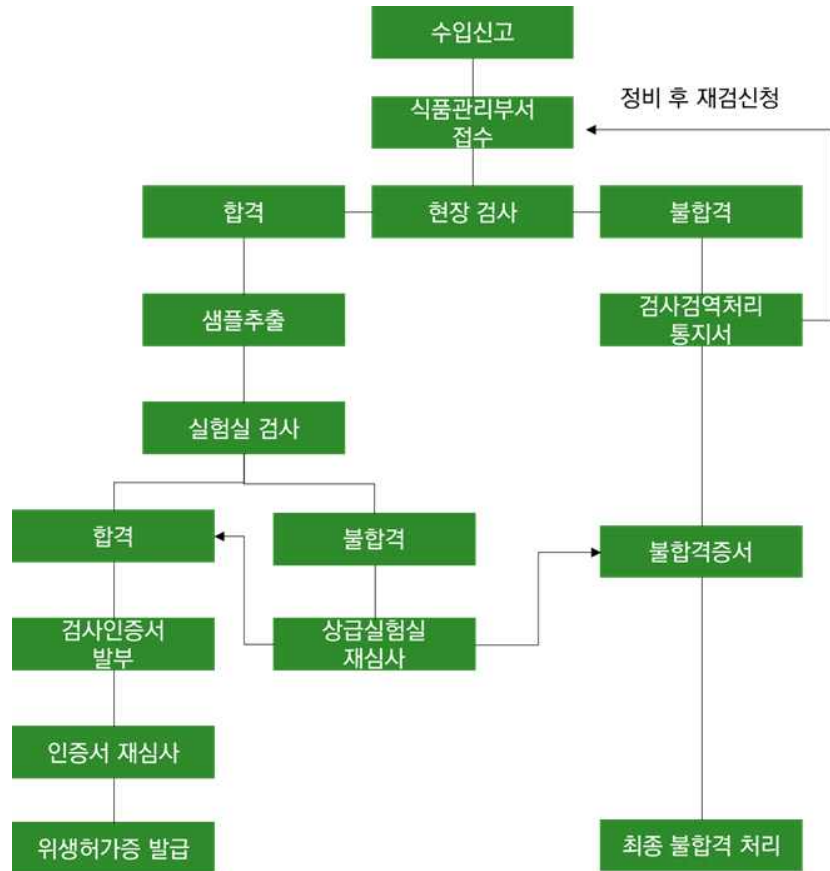 수입신고
정비 후 재검신청
식품관리부서
접수
합격
현장 검사
불합격
샘플추출
검사검역처리
통지서
실험실 검사
합격
불합격
불합격증서
검사인증서
발부
상급실험실
재심사
인증서 재심사
위생허가증 발급
최종 불합격 처리